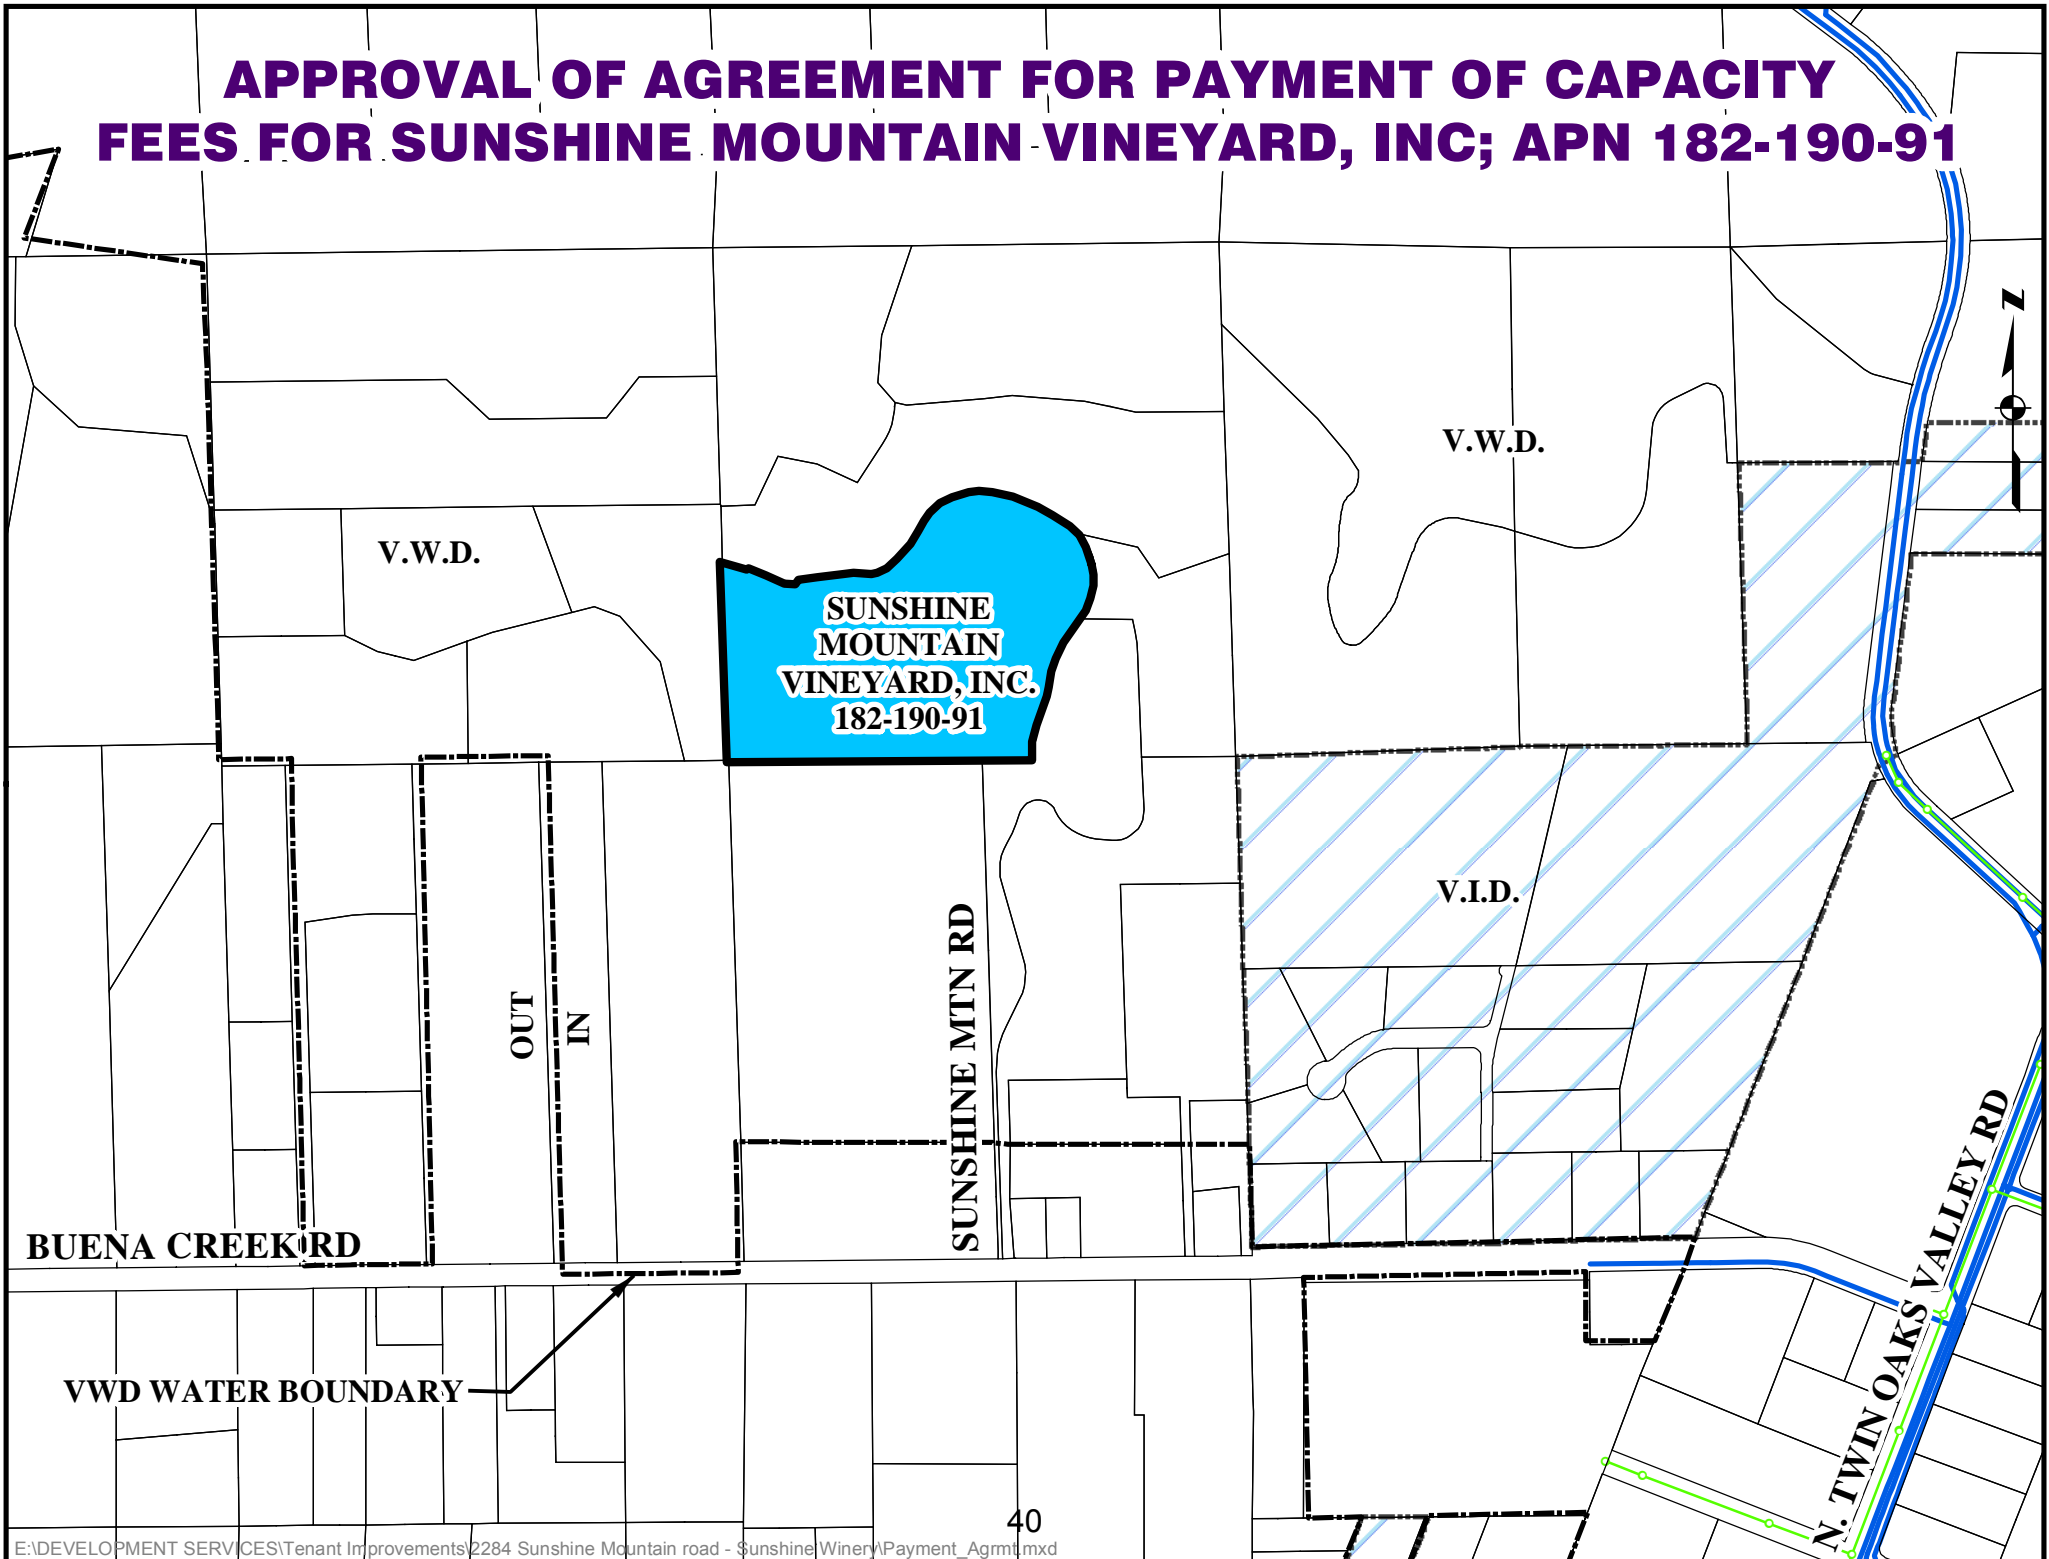 APPROVAL OF AGREEMENT FOR PAYMENT OF CAPACITY
FEES FOR SUNSHINE MOUNTAIN VINEYARD, INC; APN 182-190-91
N
V.W.D.
V.W.D.
SUNSHINE
MOUNTAIN
VINEYARD, INC.
182-190-91
V.I.D.
OUT
IN
SUNSHINE MTN RD
BUENA CREEK RD
N. TWIN OAKS VALLEY RD
VWD WATER BOUNDARY
40
E:\DEVELOPMENT SERVICES\Tenant Improvements\2284 Sunshine Mountain road - Sunshine Winery\Payment_Agrmt.mxd